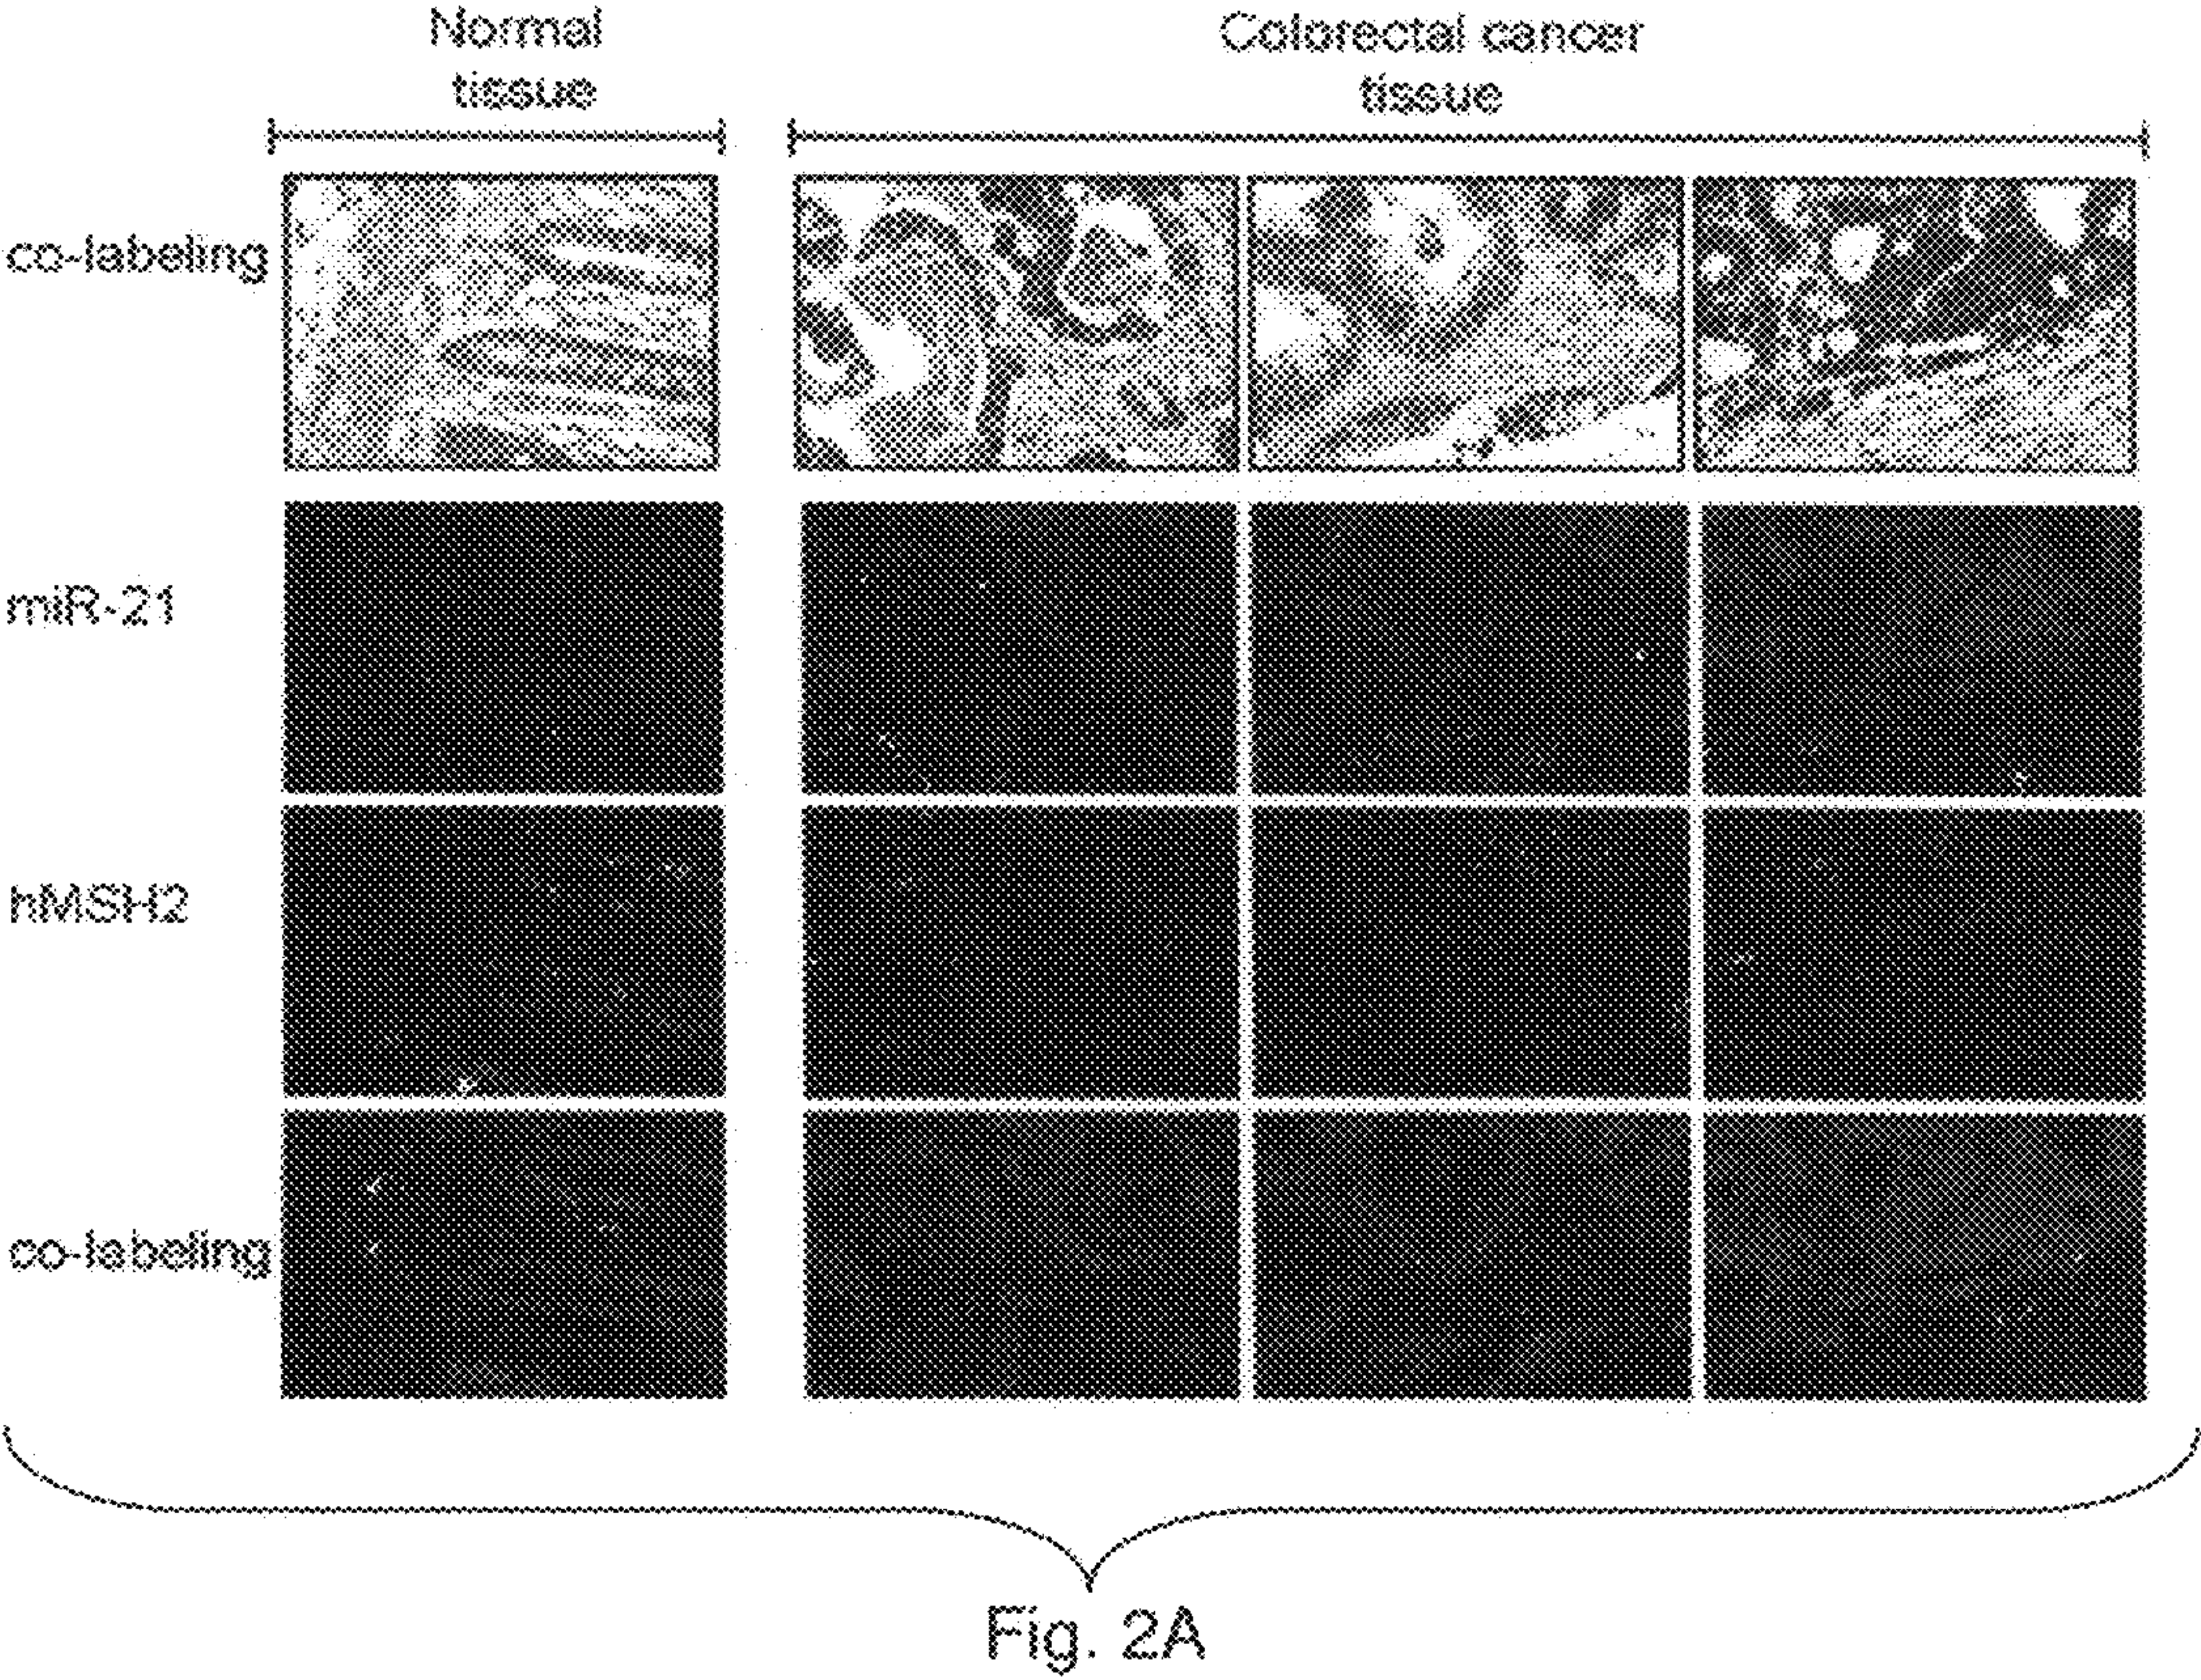 Normal
tissue
Colorectal cancer
tissue
co-labeling
miR-21
hMSH2
co-labeling
Fig. 2A